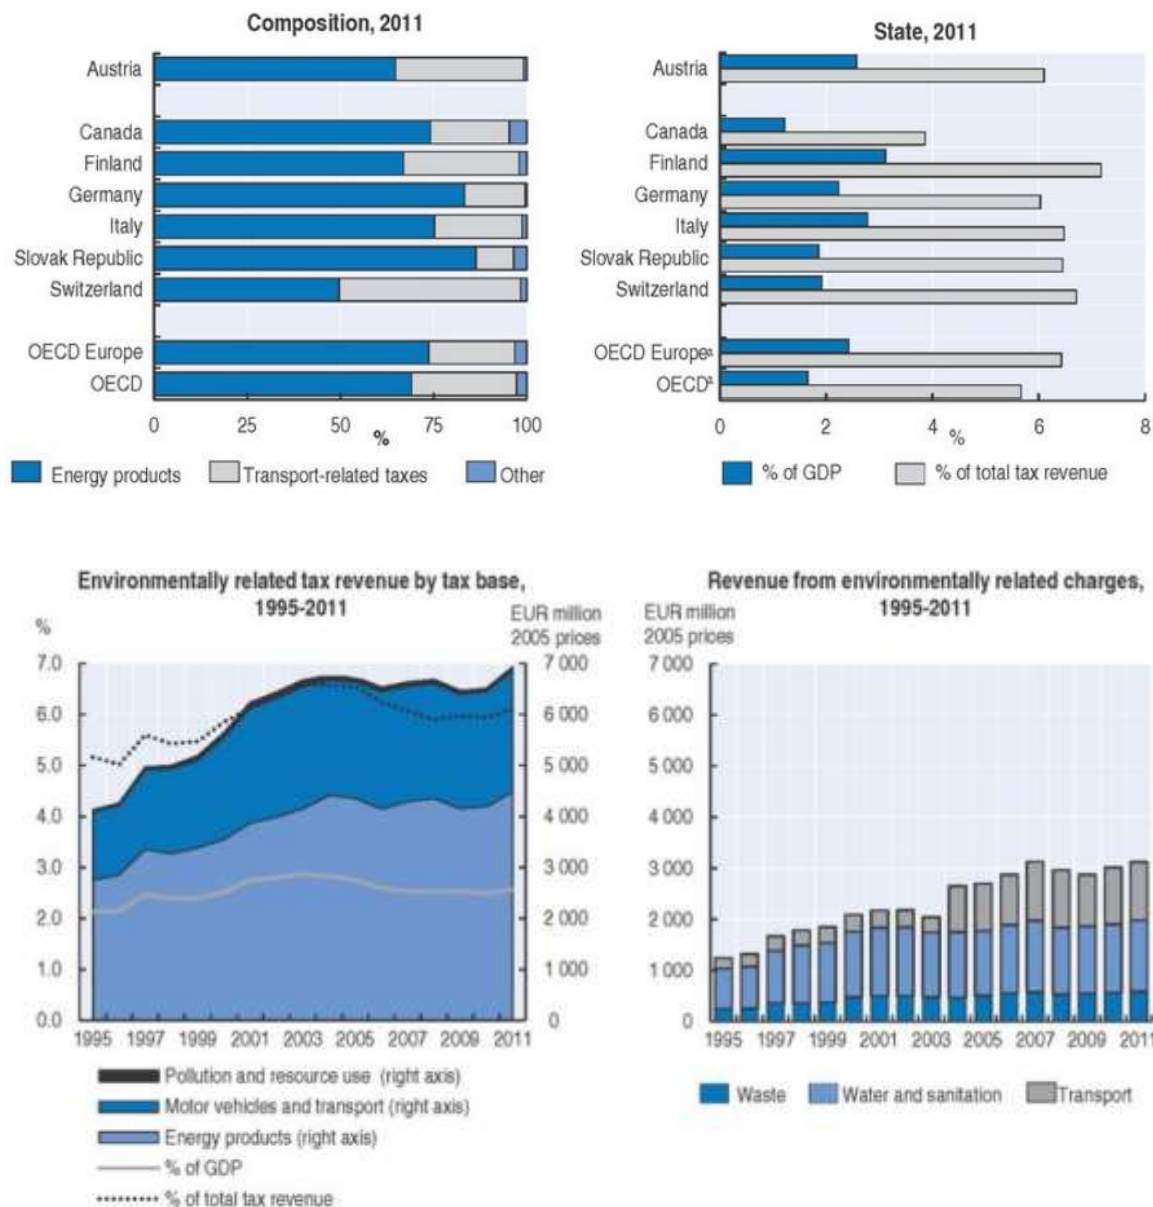 Composition, 2011
Austria
Canada
Finland
Germany
Italy
Slovak Republic
Switzerland
OECD Europe
OECD
0 25 50 75 100
%
Energy products Transport-related taxes Other
State, 2011
Austria
Canada
Finland
Germany
Italy
Slovak Republic
Switzerland
OECD Europe
OECD
0 2 4 6 8
%
% of GDP % of total tax revenue
Environmentally related tax revenue by tax base,
1995-2011
%
EUR million
2005 prices
7.0
6.0
5.0
4.0
3.0
2.0
1.0
0.0
7 000
6 000
5 000
4 000
3 000
2 000
1 000
0
1995 1997 1999 2001 2003 2005 2007 2009 2011
Pollution and resource use (right axis)
Motor vehicles and transport (right axis)
Energy products (right axis)
% of GDP
% of total tax revenue
Revenue from environmentally related charges,
1995-2011
EUR million
2005 prices
7 000
6 000
5 000
4 000
3 000
2 000
1 000
0
1995 1997 1999 2001 2003 2005 2007 2009 2011
Waste Water and sanitation Transport